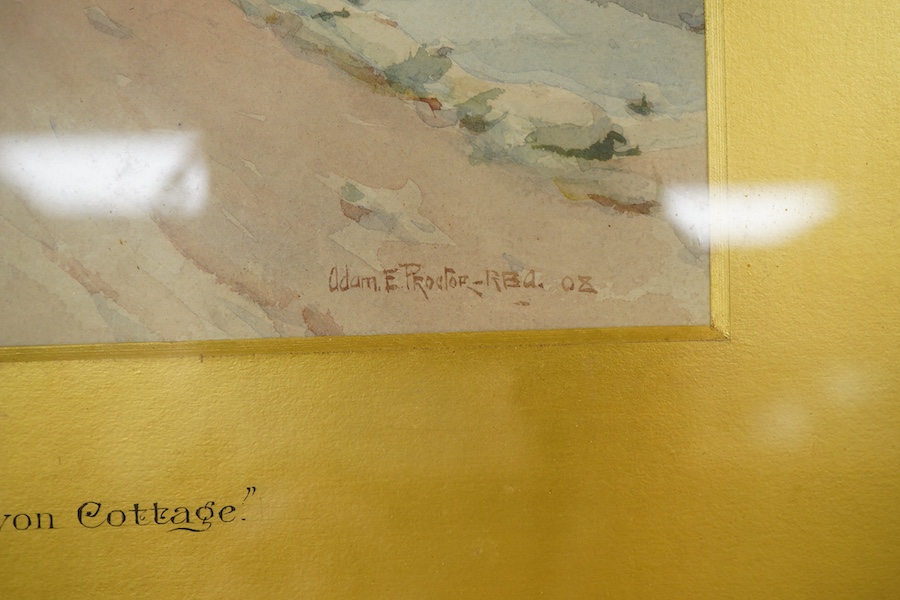 Adam. E. Proctor - RBA. 08
von Cottage."